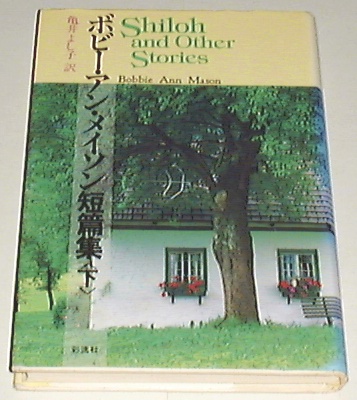 Shiloh
and Other
Stories
Bobbie Ann Mason
亀井よし子訳
ボビー・アン・メイソン短篇集〈下〉
彩流社